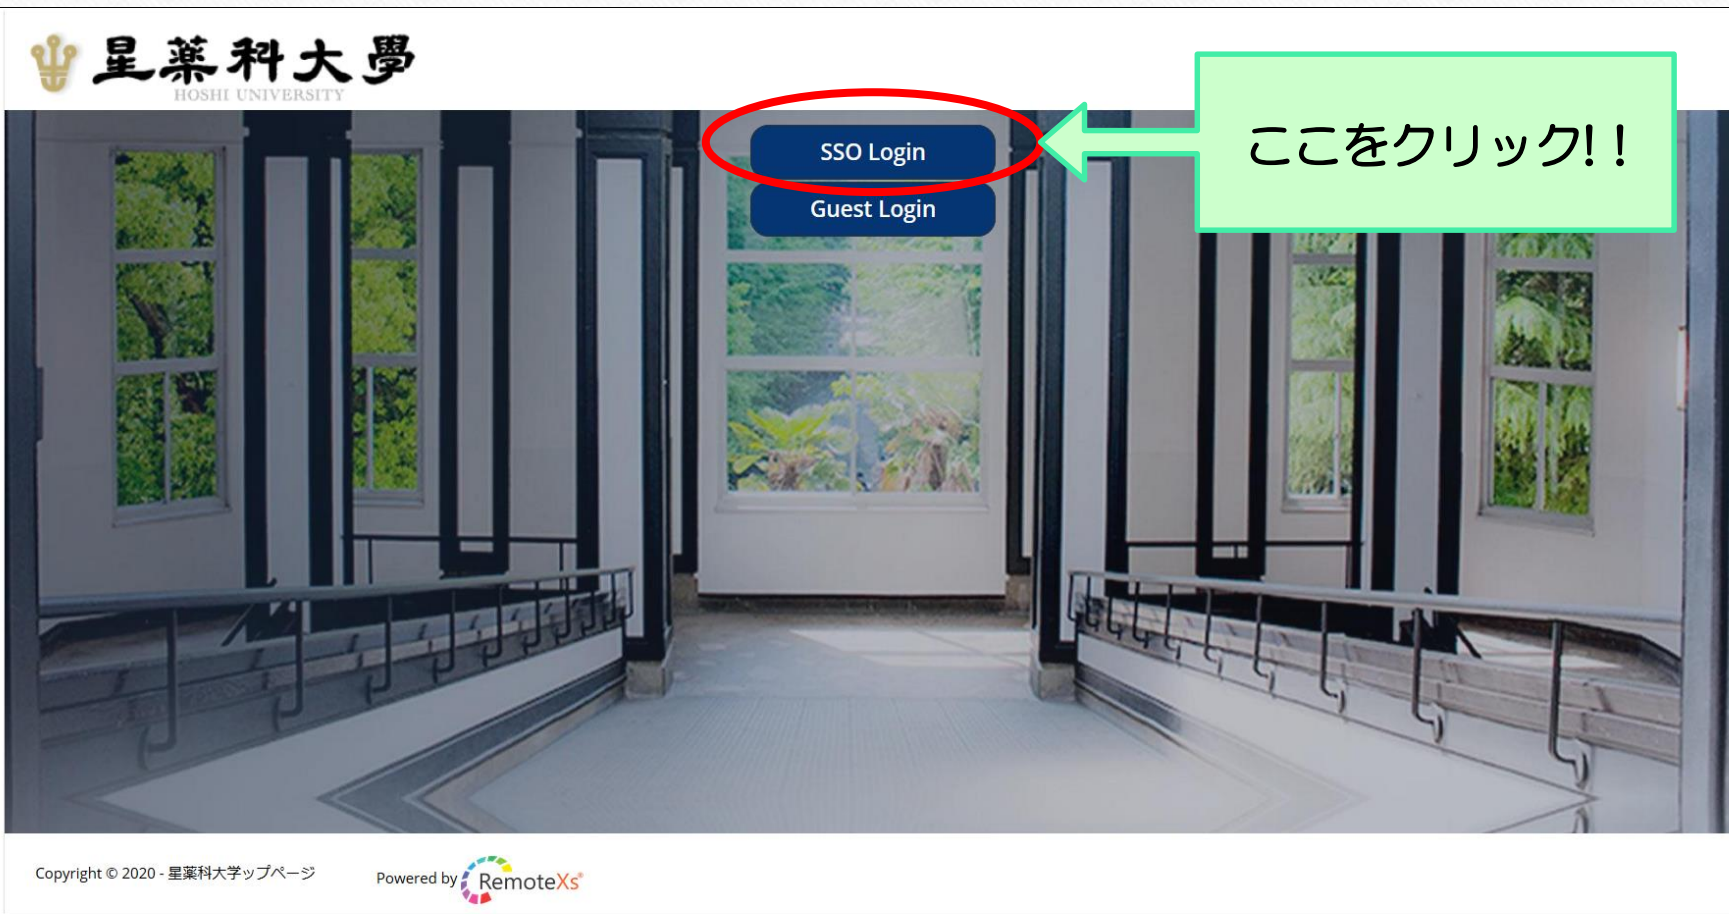 星薬科大學
HOSHI UNIVERSITY
SSO Login
ここをクリック!！
Guest Login
Copyright © 2020 - 星薬科大学ップページ
Powered by RemoteXs®